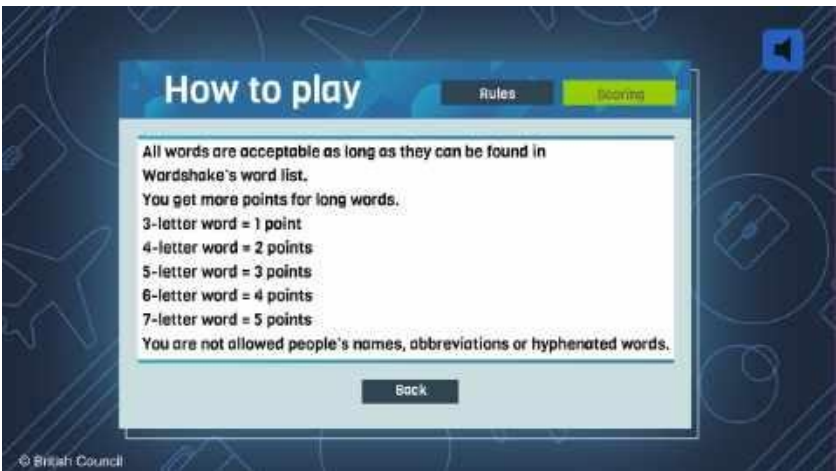 How to play
Rules
Scoring
All words are acceptable as long as they can be found in
Wordshake's word list.
You get more points for long words.
3-letter word = 1 point
4-letter word = 2 points
5-letter word = 3 points
6-letter word = 4 points
7-letter word = 5 points
You are not allowed people's names, abbreviations or hyphenated words.
Back
© British Council